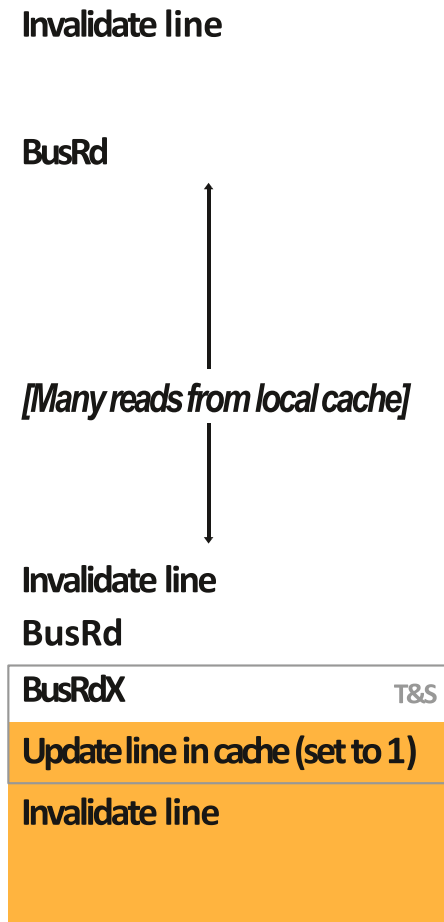 Invalidate line
BusRd
[Many reads from local cache]
Invalidate line
BusRd
BusRdX T&S
Update line in cache (set to 1)
Invalidate line